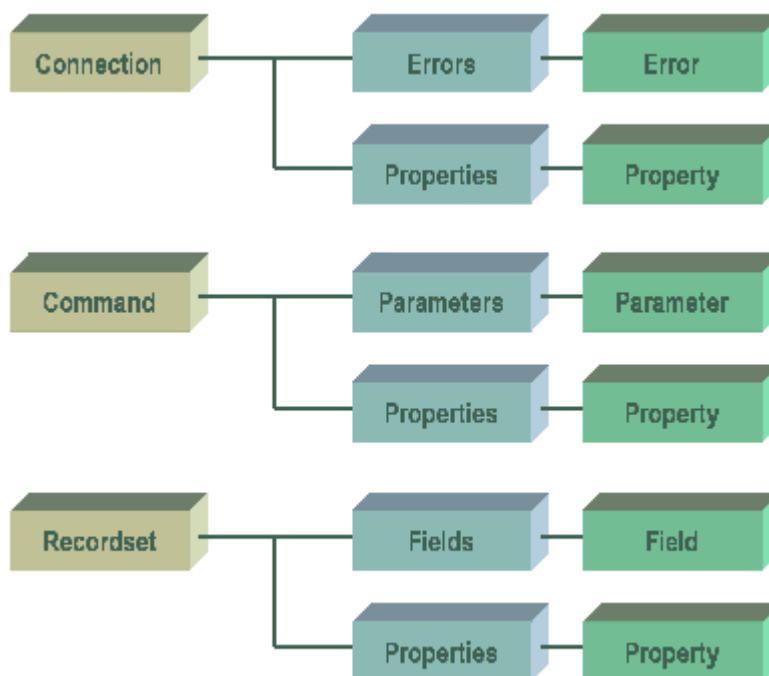 Connection Errors Error
Properties Property
Command Parameters Parameter
Properties Property
Recordset Fields Field
Properties Property